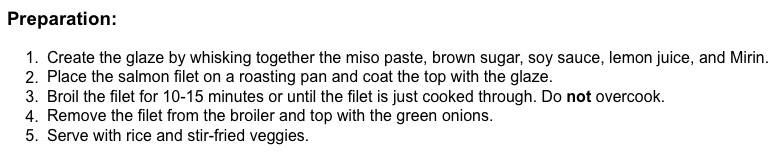 Preparation:
1. Create the glaze by whisking together the miso paste, brown sugar, soy sauce, lemon juice, and Mirin.
2. Place the salmon filet on a roasting pan and coat the top with the glaze.
3. Broil the filet for 10-15 minutes or until the filet is just cooked through. Do not overcook.
4. Remove the filet from the broiler and top with the green onions.
5. Serve with rice and stir-fried veggies.